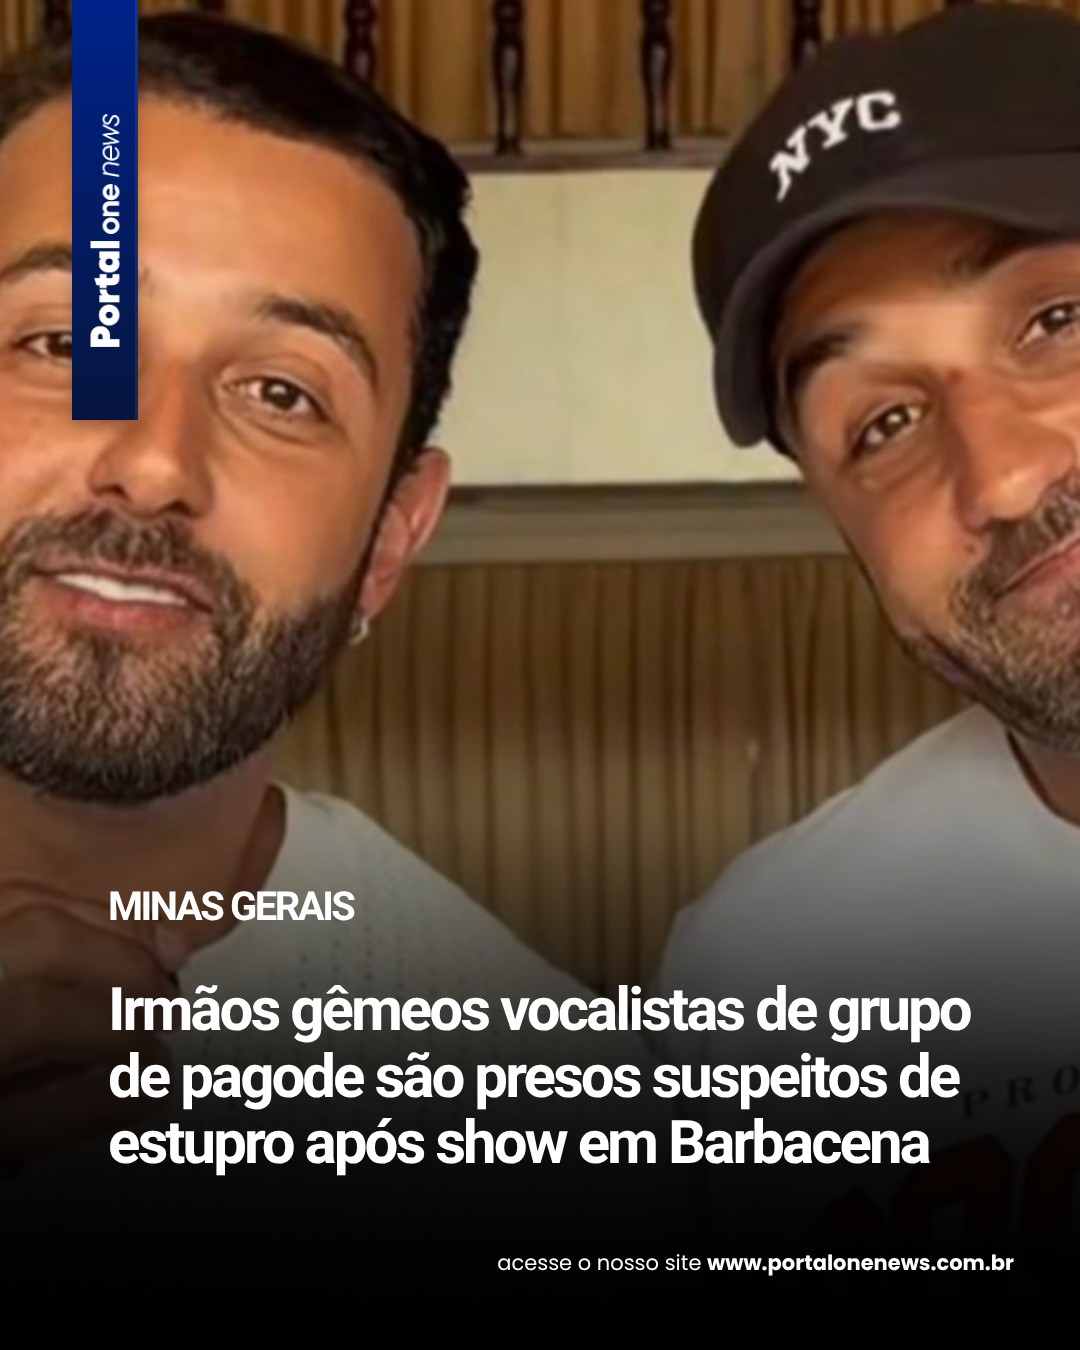 Portal one news
NYC
MINAS GERAIS
Irmãos gêmeos vocalistas de grupo
de pagode são presos suspeitos de
estupro após show em Barbacena
PRO
acesse o nosso site www.portalonenews.com.br